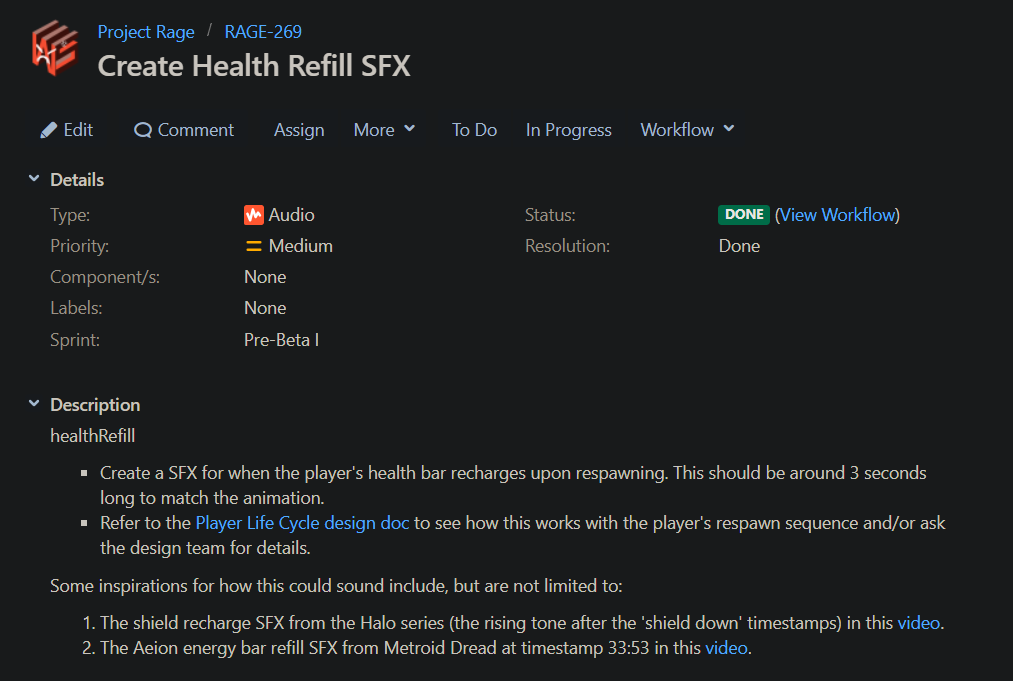 Project Rage / RAGE-269
Create Health Refill SFX
Edit Comment Assign More To Do In Progress Workflow
Details
Type: Audio Status: DONE (View Workflow)
Priority: Medium Resolution: Done
Component/s: None
Labels: None
Sprint: Pre-Beta I
Description
healthRefill
▪ Create a SFX for when the player's health bar recharges upon respawning. This should be around 3 seconds
long to match the animation.
▪ Refer to the Player Life Cycle design doc to see how this works with the player's respawn sequence and/or ask
the design team for details.
Some inspirations for how this could sound include, but are not limited to:
1. The shield recharge SFX from the Halo series (the rising tone after the 'shield down' timestamps) in this video.
2. The Aeion energy bar refill SFX from Metroid Dread at timestamp 33:53 in this video.